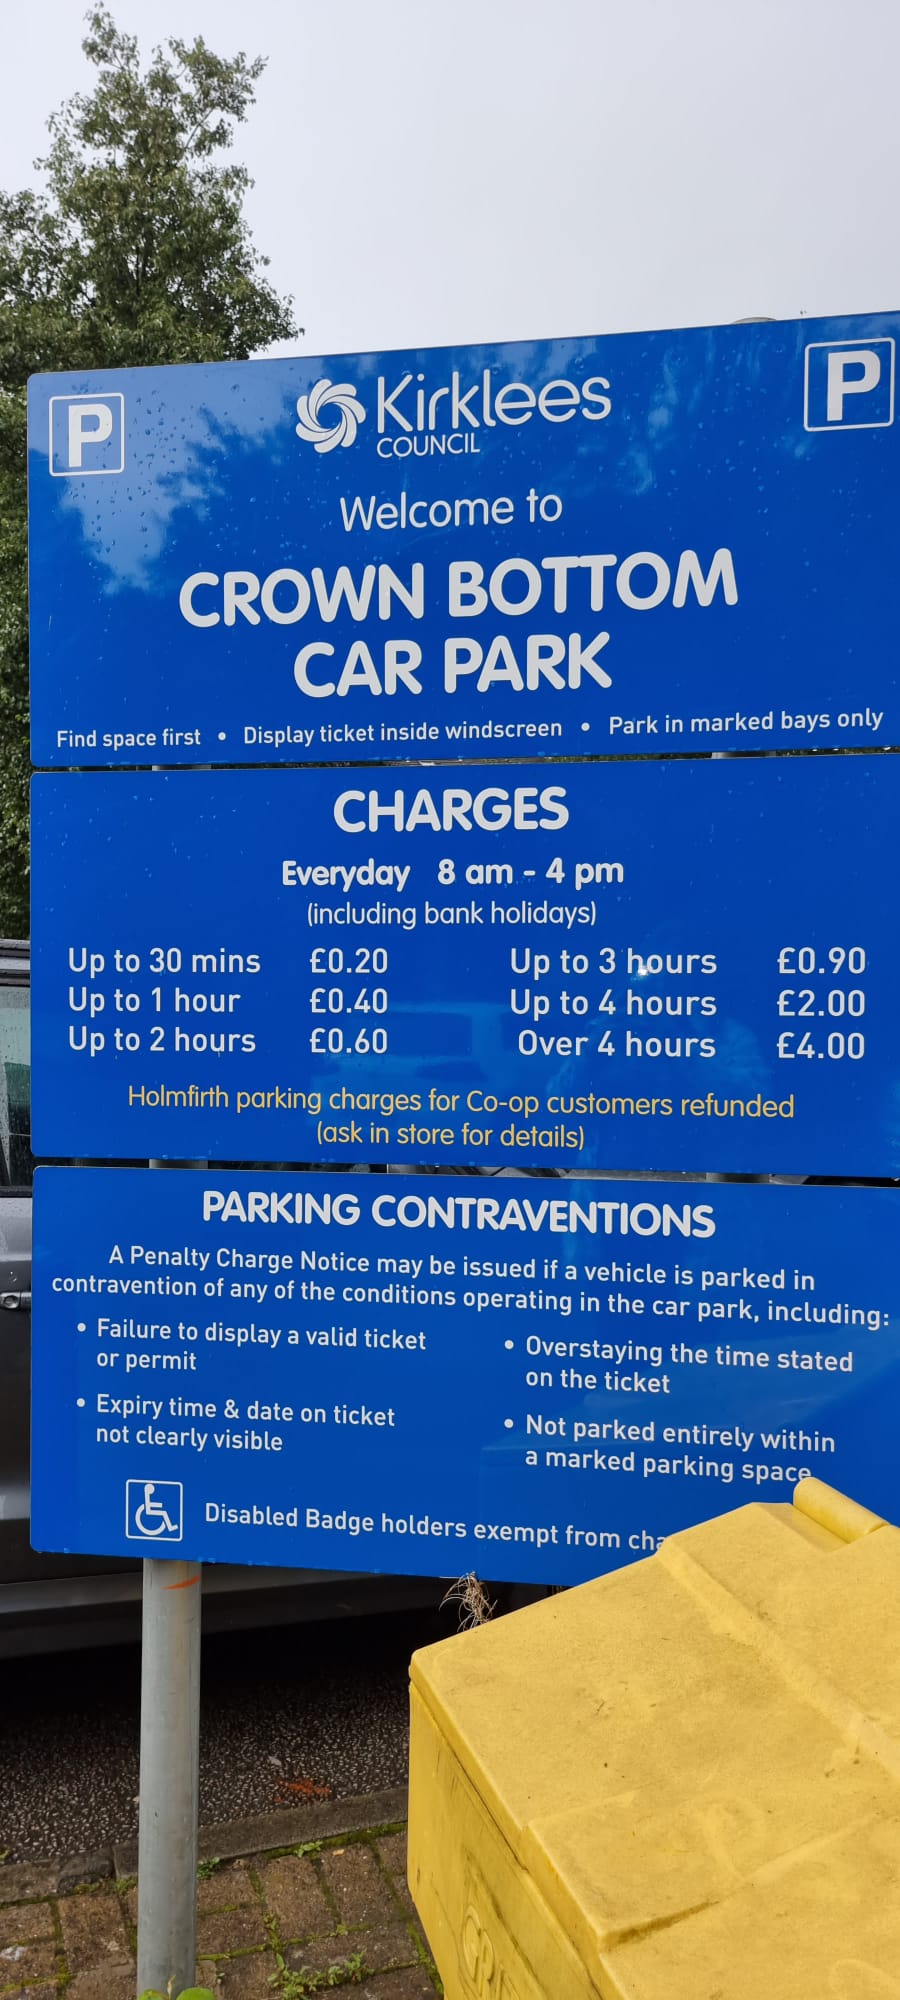 P
Kirklees
COUNCIL
P
Welcome to
CROWN BOTTOM
CAR PARK
Find space first • Display ticket inside windscreen • Park in marked bays only
CHARGES
Everyday 8 am - 4 pm
(including bank holidays)
Up to 30 mins £0.20 Up to 3 hours £0.90
Up to 1 hour £0.40 Up to 4 hours £2.00
Up to 2 hours £0.60 Over 4 hours £4.00
Holmfirth parking charges for Co-op customers refunded
(ask in store for details)
PARKING CONTRAVENTIONS
A Penalty Charge Notice may be issued if a vehicle is parked in
contravention of any of the conditions operating in the car park, including:
• Failure to display a valid ticket
or permit
• Expiry time & date on ticket
not clearly visible
• Overstaying the time stated
on the ticket
• Not parked entirely within
a marked parking space
Disabled Badge holders exempt from